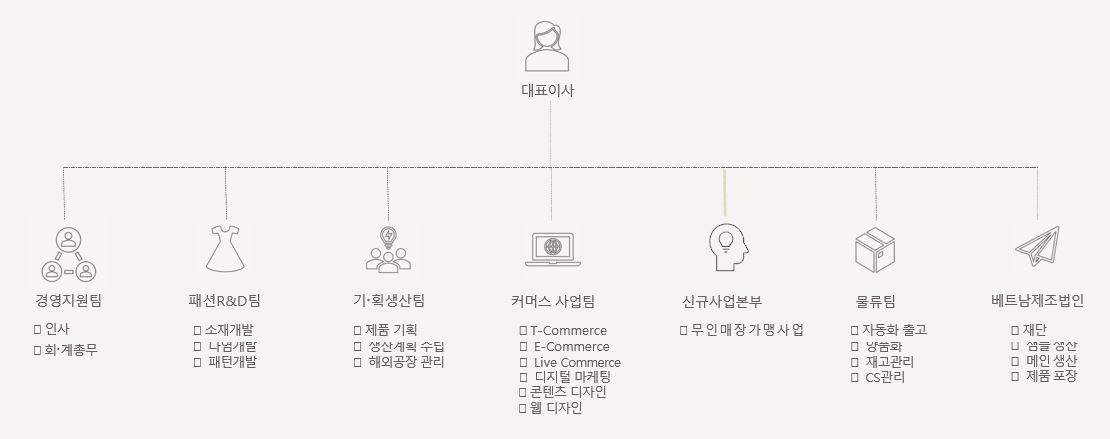 대표이사
경영지원팀
□ 인사
□ 회·계총무
패션R&D팀
□ 소재개발
□ 나염개발
□ 패턴개발
기·획생산팀
□ 제품 기획
□ 생산계획 수립
□ 해외공장 관리
커머스 사업팀
□ T-Commerce
□ E-Commerce
□ Live Commerce
□ 디지털 마케팅
□ 콘텐츠 디자인
□ 웹 디자인
신규사업본부
□ 무인매장가맹사업
물류팀
□ 자동화 출고
□ 양품화
□ 재고관리
□ CS관리
베트남제조법인
□ 재단
□ 샘플 생산
□ 메인 생산
□ 제품 포장